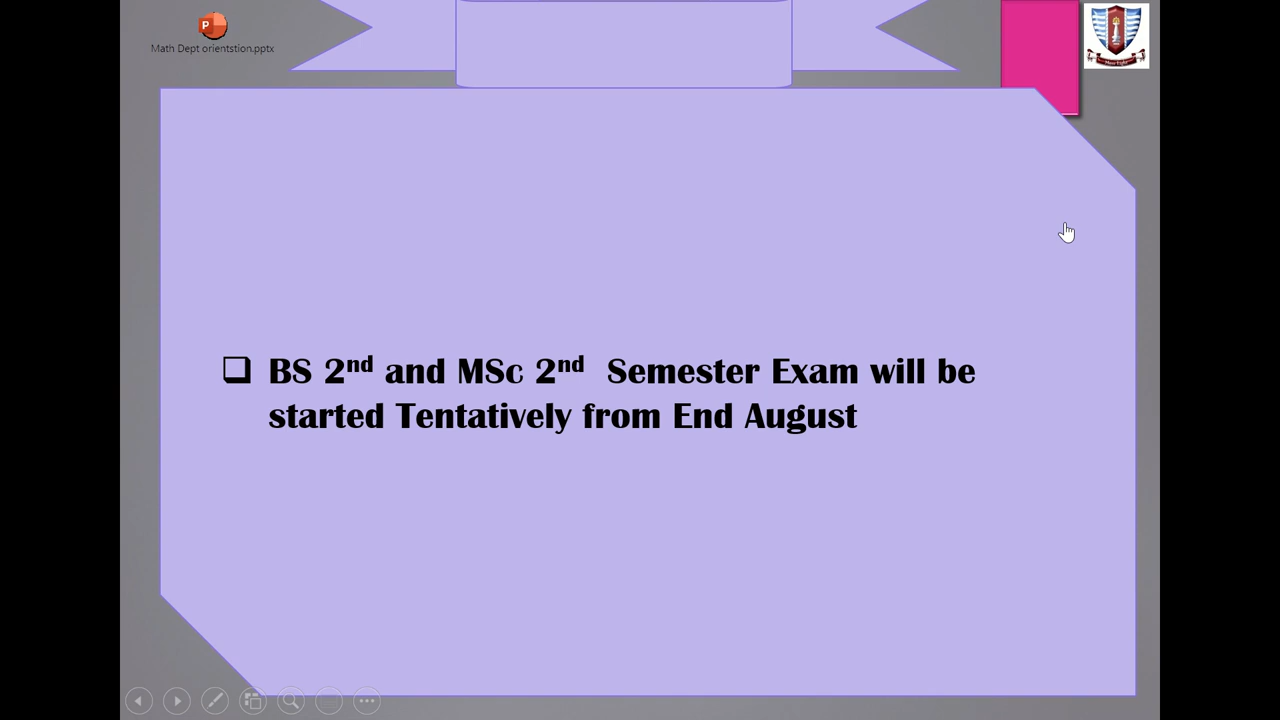 Math Dept orientstion.pptx
❑ BS 2nd and MSc 2nd Semester Exam will be
started Tentatively from End August